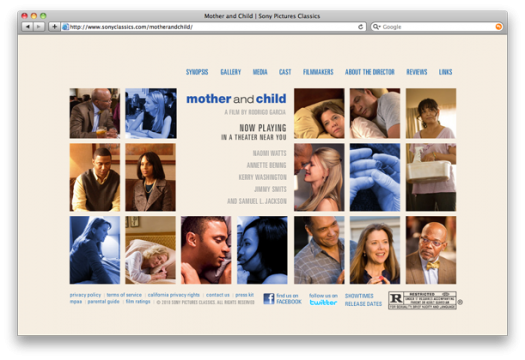 Mother and Child | Sony Pictures Classics
http://www.sonyclassics.com/motherandchild/
Google
SYNOPSIS GALLERY MEDIA CAST FILMMAKERS ABOUT THE DIRECTOR REVIEWS LINKS
mother and child
A FILM BY RODRIGO GARCIA
NOW PLAYING
IN A THEATER NEAR YOU
NAOMI WATTS
ANNETTE BENING
KERRY WASHINGTON
JIMMY SMITS
AND SAMUEL L. JACKSON
privacy policy | terms of service | california privacy rights | contact us | press kit
mpaa | parental guide | film ratings | © 2010 SONY PICTURES CLASSICS. ALL RIGHTS RESERVED
find us on
FACEBOOK
follow us on
twitter
SHOWTIMES
RELEASE DATES
R
RESTRICTED